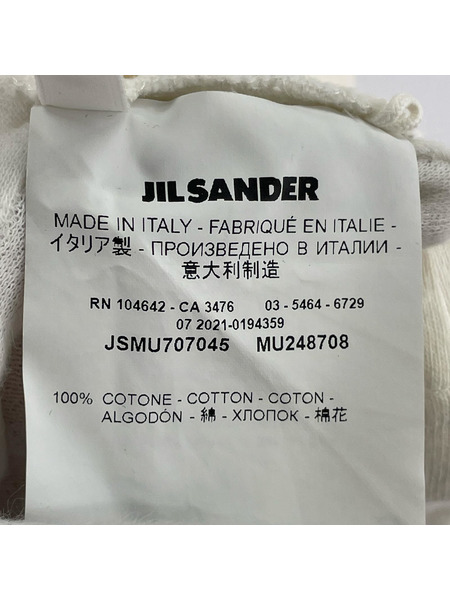 JIL SANDER
MADE IN ITALY - FABRIQUÉ EN ITALIE -
イタリア製 - ПРОИЗВЕДЕНО В ИТАЛИИ -
意大利制造
RN 104642 - CA 3476 03 - 5464 - 6729
07 2021-0194359
JSMU707045 MU248708
100% COTONE - COTTON - COTON -
ALGODÓN - 綿 - ХЛОПОК - 棉花